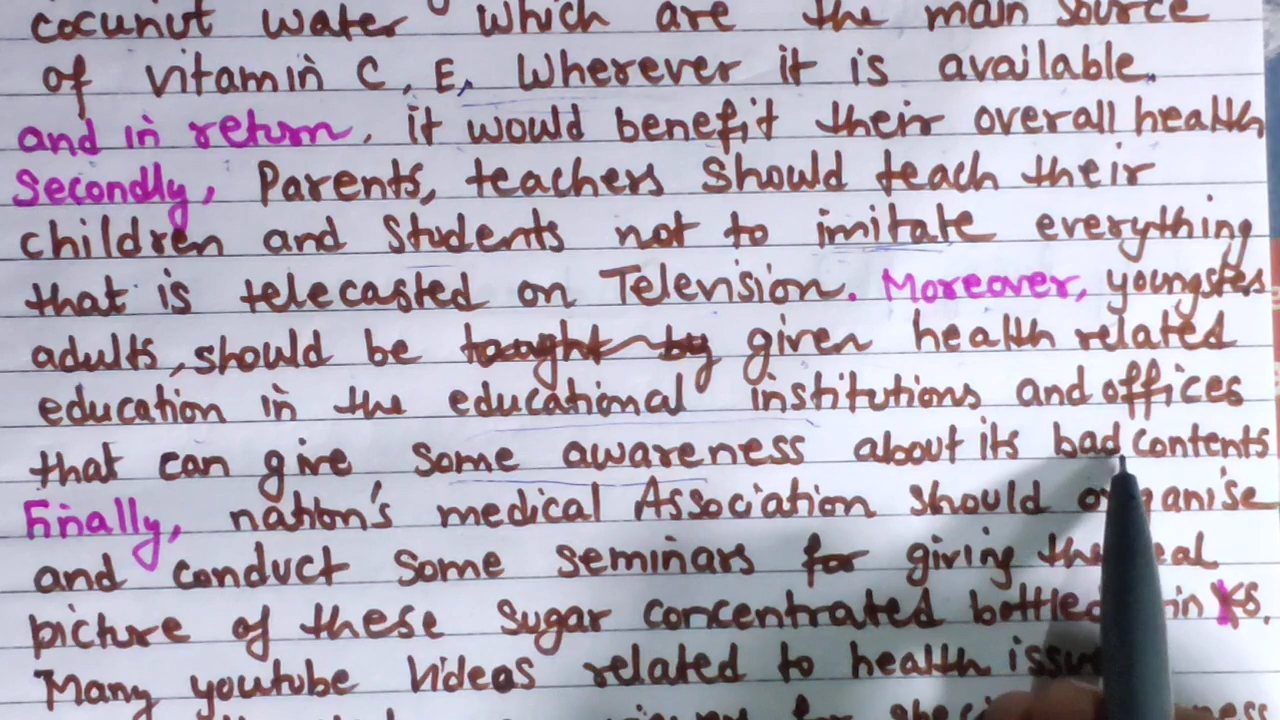 cocunut water which are the main source
of vitamin C, E, Wherever it is available.
and in return, it would benefit their overall health
Secondly, Parents, teachers should teach their
children and students not to imitate everything
that is telecasted on Television. Moreover, youngsters
adults, should be taught by given health related
education in the educational institutions and offices
that can give some awareness about its bad contents
Finally, nation's medical Association should organise
and conduct some seminars for giving the real
picture of these sugar concentrated bottled
Many youtube videos related to health